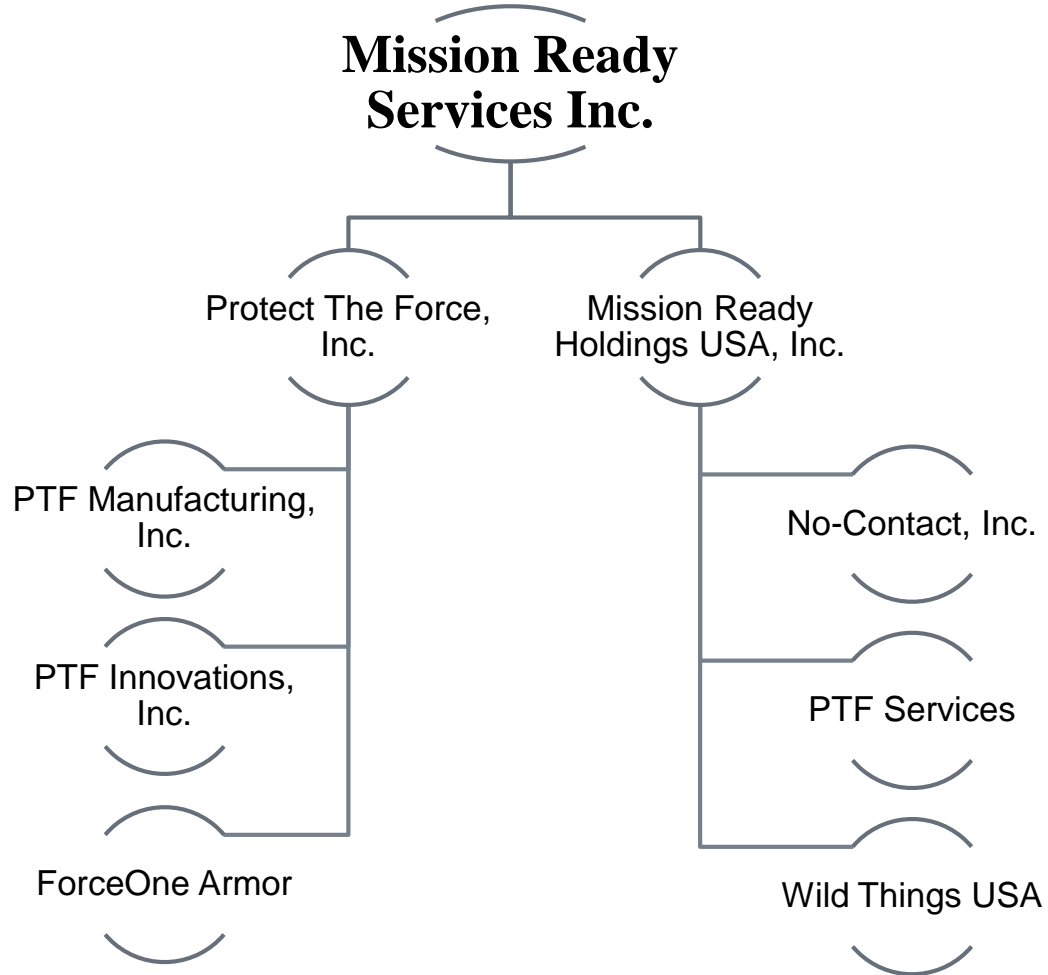 Mission Ready
Services Inc.
Protect The Force,
Inc.
Mission Ready
Holdings USA, Inc.
PTF Manufacturing,
Inc.
No-Contact, Inc.
PTF Innovations,
Inc.
PTF Services
ForceOne Armor
Wild Things USA